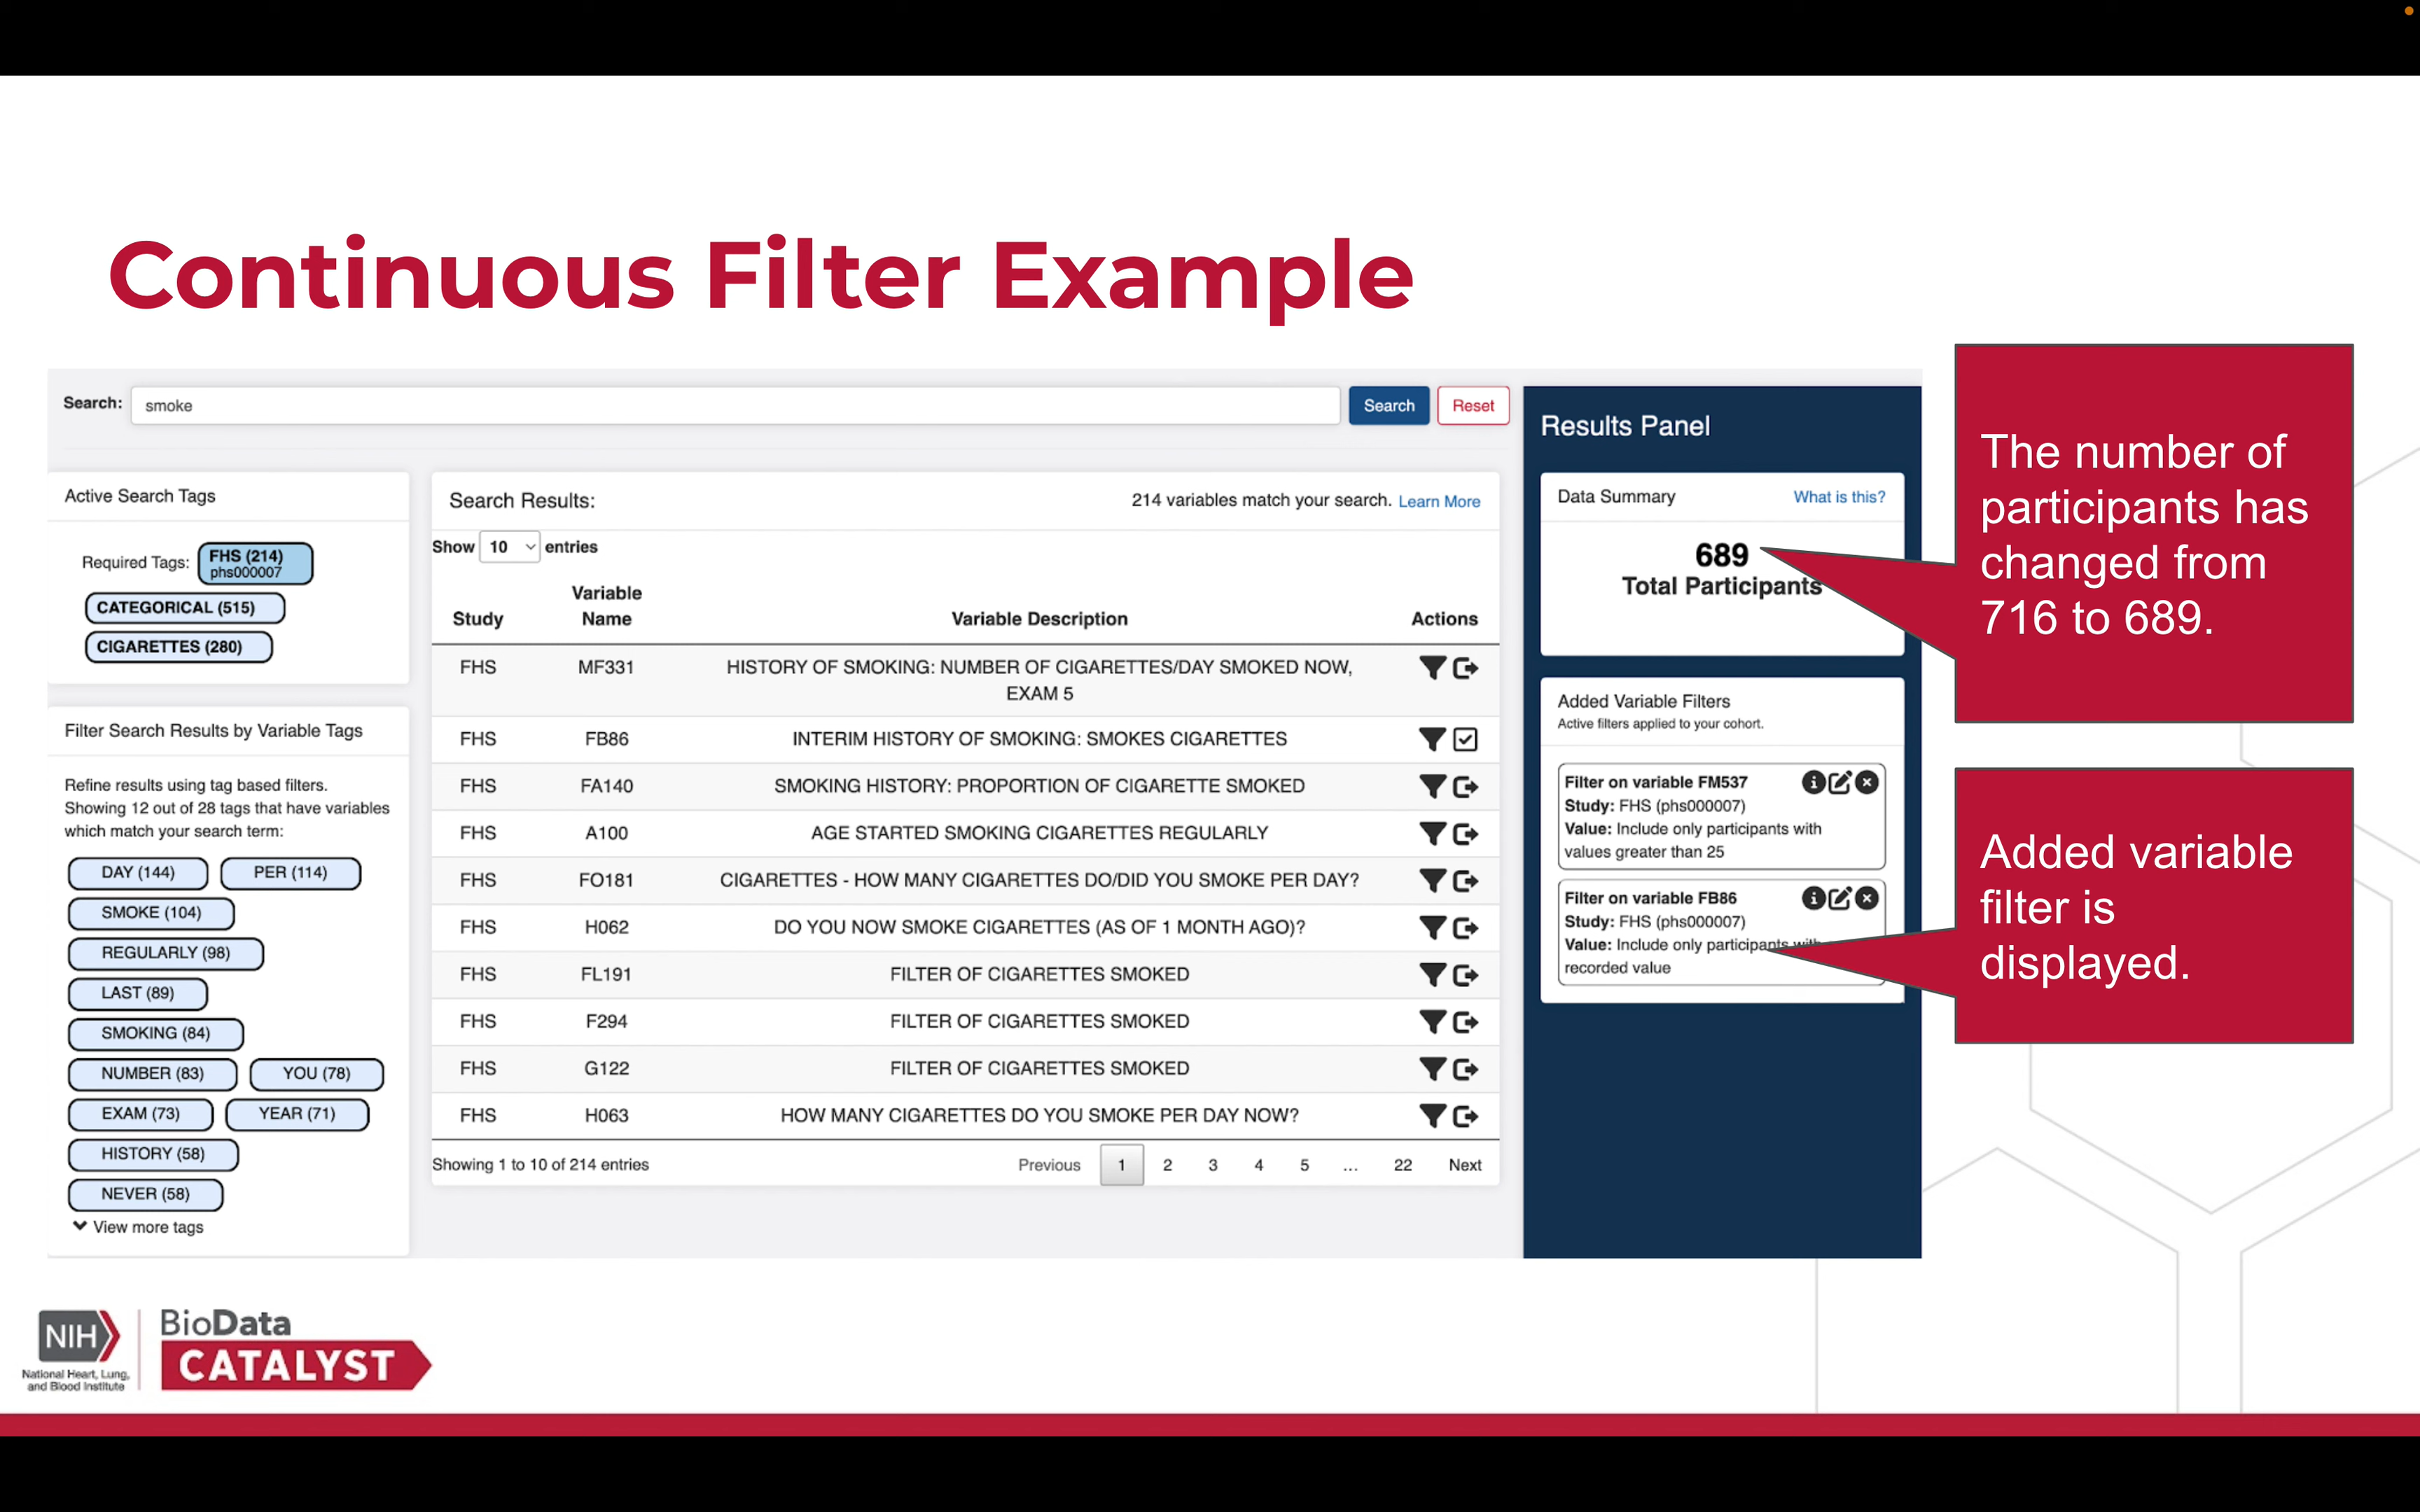 Continuous Filter Example
Search: smoke Search Reset
Active Search Tags
Required Tags: FHS (214)
phs000007
CATEGORICAL (515)
CIGARETTES (280)
Filter Search Results by Variable Tags
Refine results using tag based filters.
Showing 12 out of 28 tags that have variables
which match your search term:
DAY (144) PER (114)
SMOKE (104)
REGULARLY (98)
LAST (89)
SMOKING (84)
NUMBER (83) YOU (78)
EXAM (73) YEAR (71)
HISTORY (58)
NEVER (58)
View more tags
Search Results: 214 variables match your search. Learn More
Show 10 entries
Study Variable Name Variable Description Actions
FHS MF331 HISTORY OF SMOKING: NUMBER OF CIGARETTES/DAY SMOKED NOW,
EXAM 5
FHS FB86 INTERIM HISTORY OF SMOKING: SMOKES CIGARETTES
FHS FA140 SMOKING HISTORY: PROPORTION OF CIGARETTE SMOKED
FHS A100 AGE STARTED SMOKING CIGARETTES REGULARLY
FHS FO181 CIGARETTES - HOW MANY CIGARETTES DO/DID YOU SMOKE PER DAY?
FHS H062 DO YOU NOW SMOKE CIGARETTES (AS OF 1 MONTH AGO)?
FHS FL191 FILTER OF CIGARETTES SMOKED
FHS F294 FILTER OF CIGARETTES SMOKED
FHS G122 FILTER OF CIGARETTES SMOKED
FHS H063 HOW MANY CIGARETTES DO YOU SMOKE PER DAY NOW?
Showing 1 to 10 of 214 entries Previous 1 2 3 4 5 ... 22 Next
Results Panel
Data Summary What is this?
689
Total Participants
Added Variable Filters
Active filters applied to your cohort.
Filter on variable FM537
Study: FHS (phs000007)
Value: Include only participants with
values greater than 25
Filter on variable FB86
Study: FHS (phs000007)
Value: Include only participants with
recorded value
The number of
participants has
changed from
716 to 689.
Added variable
filter is
displayed.
NIH
National Heart, Lung,
and Blood Institute
BioData
CATALYST